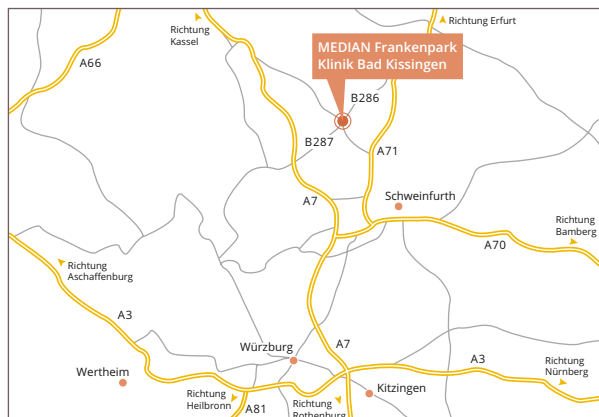 Richtung
Kassel
Richtung Erfurt
MEDIAN Frankenpark
Klinik Bad Kissingen
A66
B286
B287
A71
A7
Schweinfurth
Richtung
Bamberg
A70
Richtung
Aschaffenburg
A3
Würzburg
A7
A3
Wertheim
Richtung
Nürnberg
Kitzingen
Richtung
Heilbronn
A81
Richtung
Rothenburg